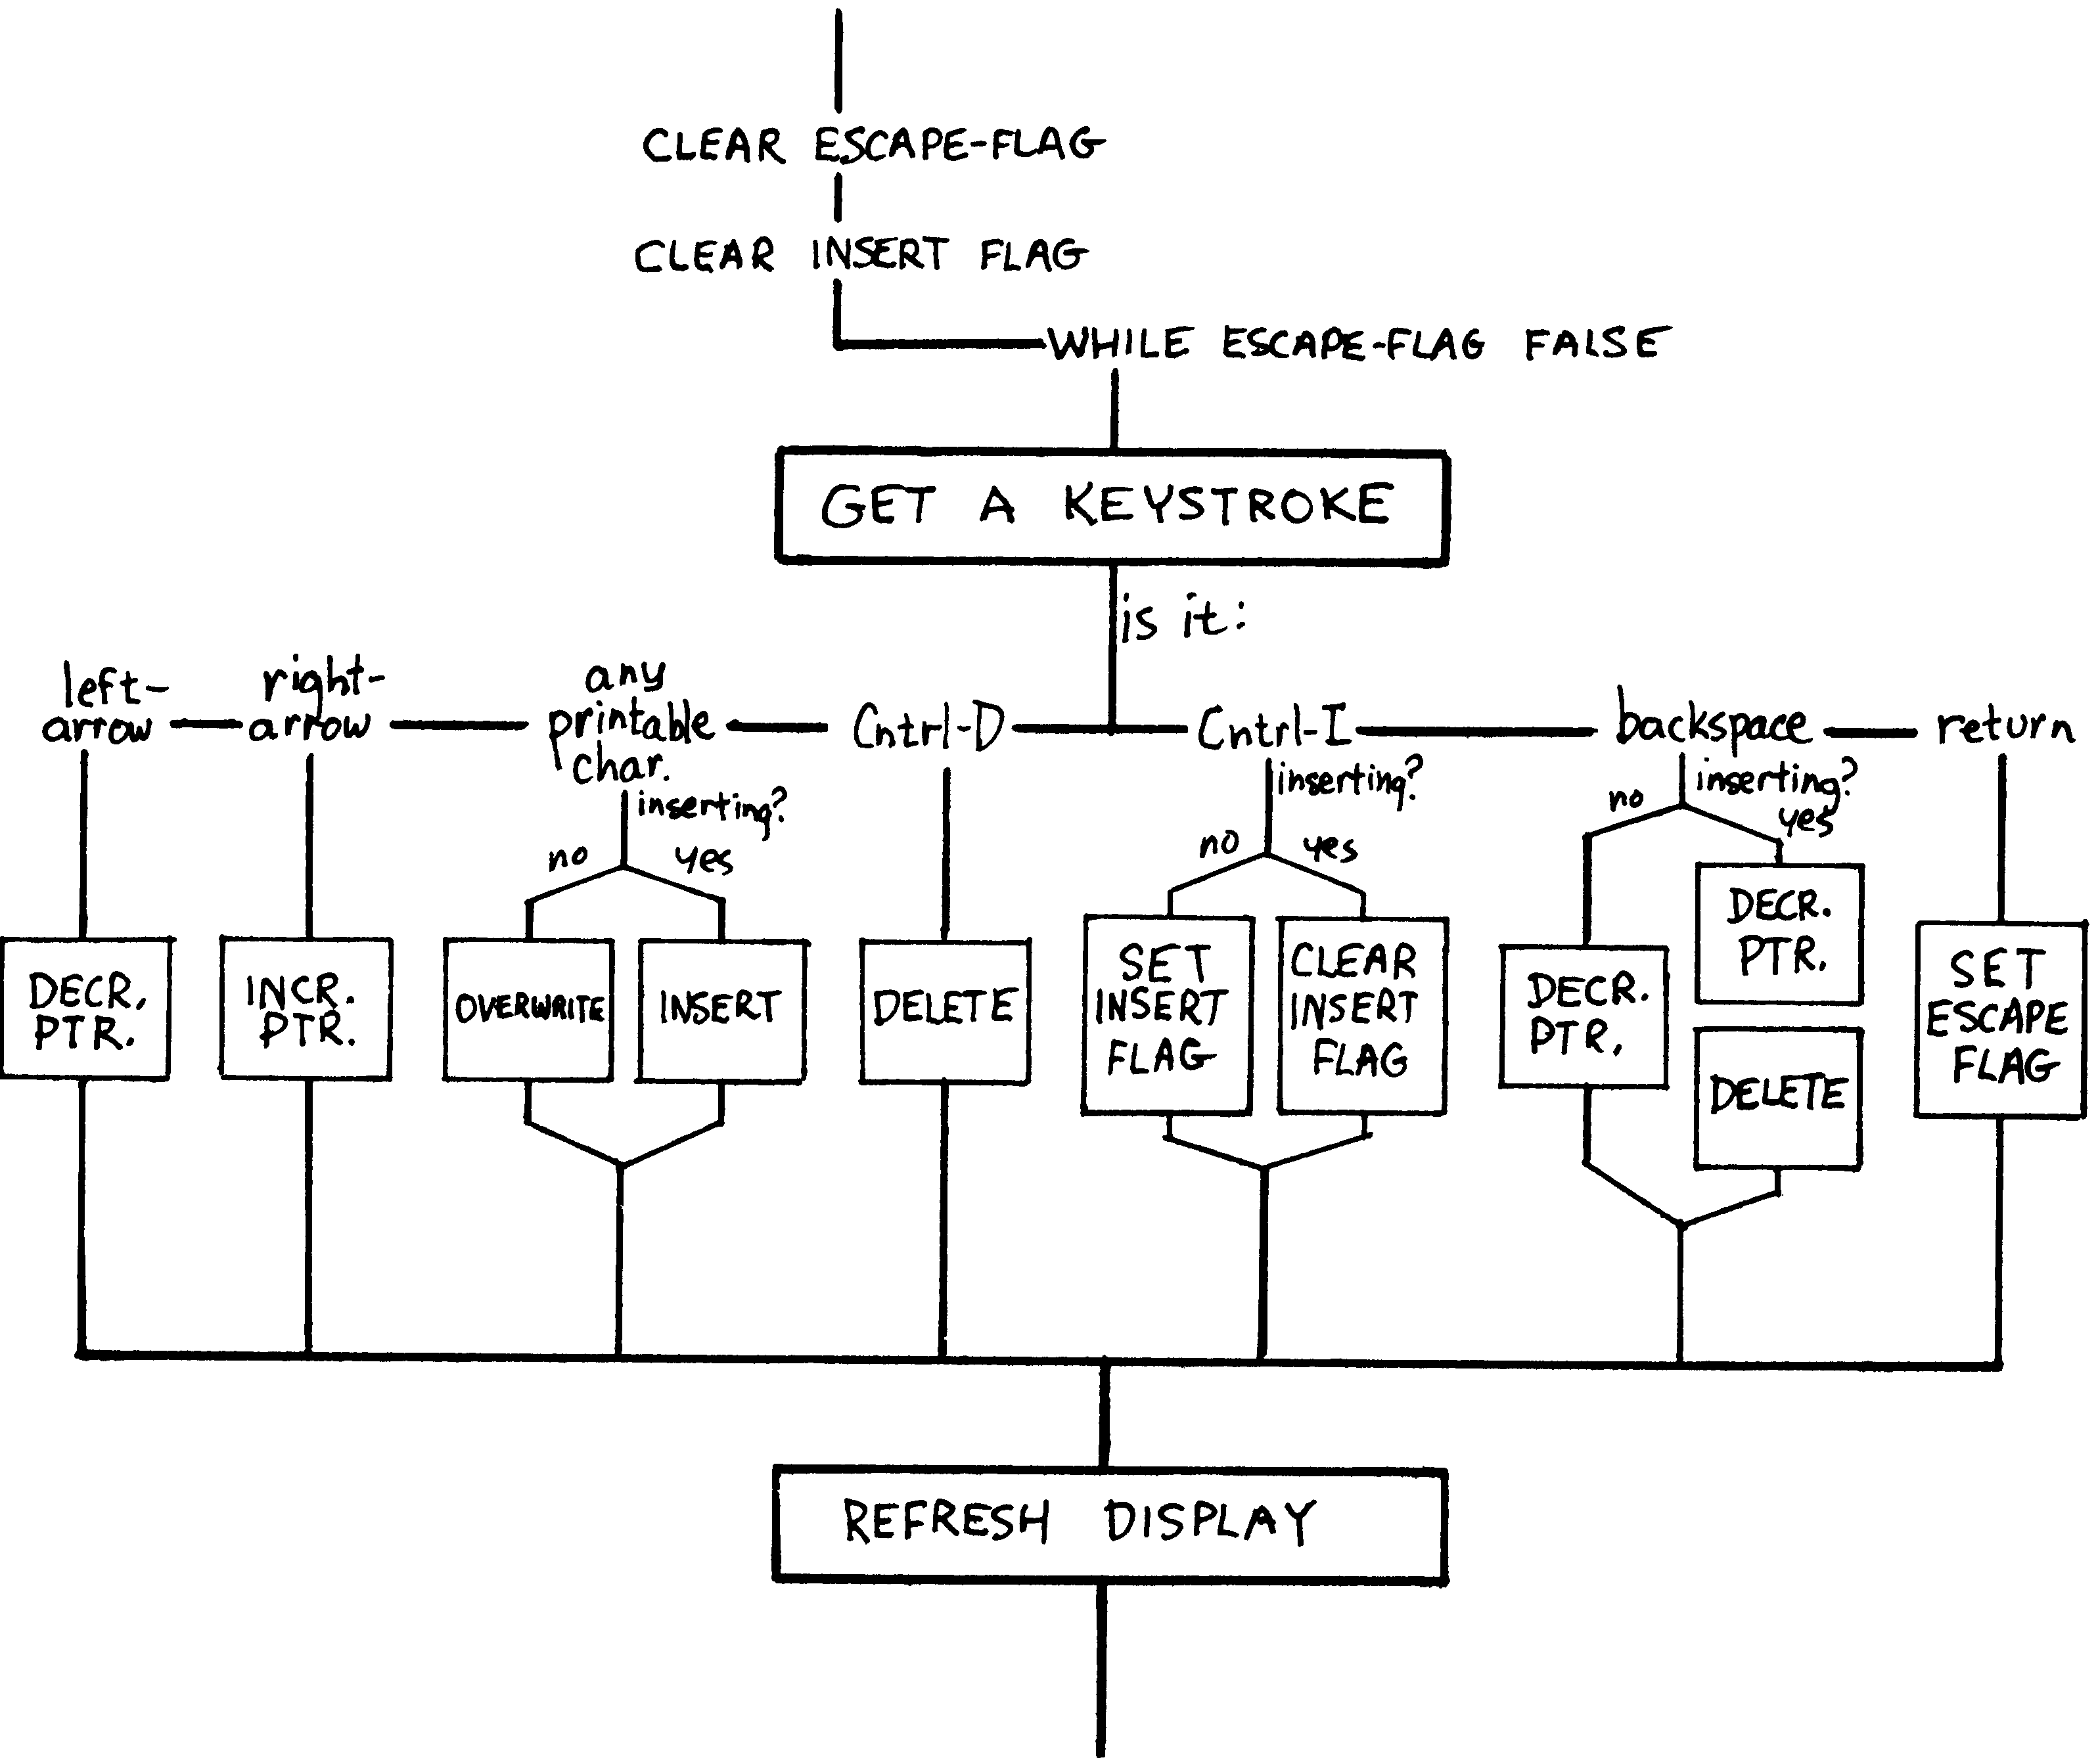 CLEAR ESCAPE-FLAG
CLEAR INSERT FLAG
WHILE ESCAPE-FLAG FALSE
GET A KEYSTROKE
is it:
left-
arrow
right-
arrow
any
printable
char.
Cntrl-D
Cntrl-I
backspace
return
inserting?
no
yes
inserting?
no
yes
inserting?
no
yes
DECR.
PTR.
INCR.
PTR.
OVERWRITE
INSERT
DELETE
SET
INSERT
FLAG
CLEAR
INSERT
FLAG
DECR.
PTR.
DECR.
PTR.
DELETE
SET
ESCAPE
FLAG
REFRESH DISPLAY